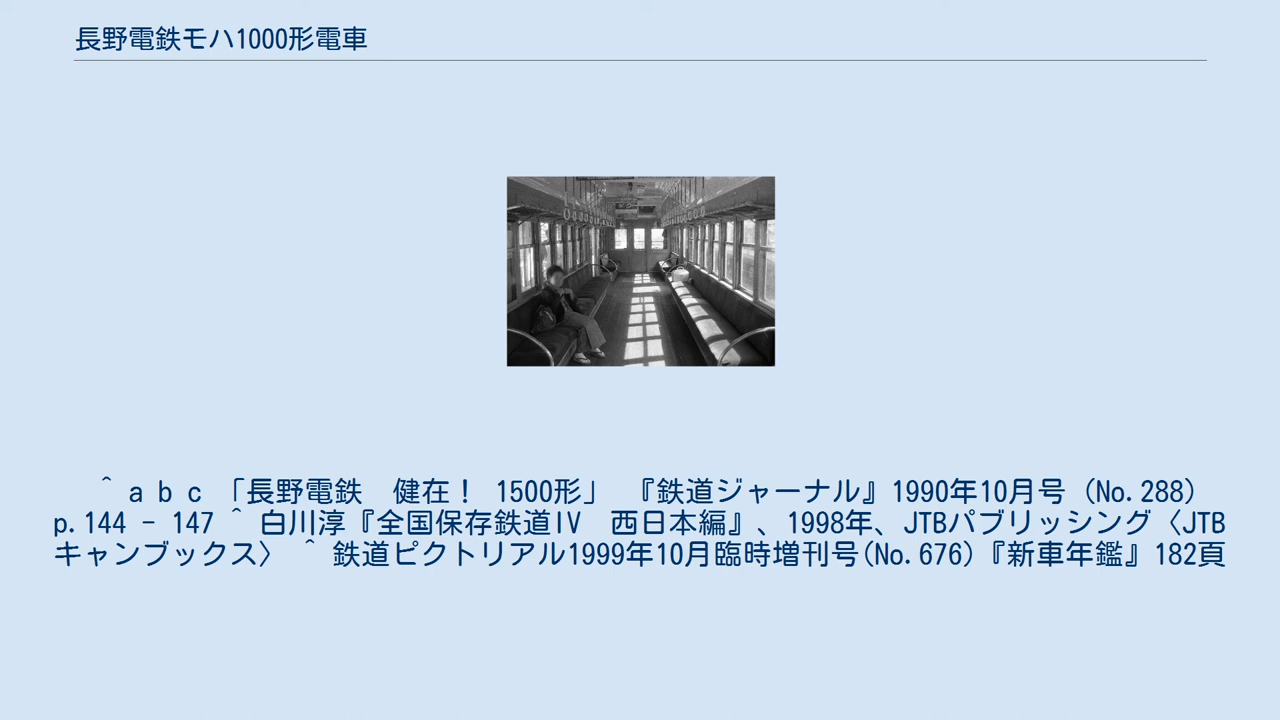 長野電鉄モハ1000形電車
^ a b c 「長野電鉄　健在！ 1500形」 『鉄道ジャーナル』1990年10月号 (No.288)
p.144 - 147 ^ 白川淳『全国保存鉄道IV　西日本編』、1998年、JTBパブリッシング〈JTB
キャンブックス〉 ^ 鉄道ピクトリアル1999年10月臨時増刊号(No.676)『新車年鑑』182頁